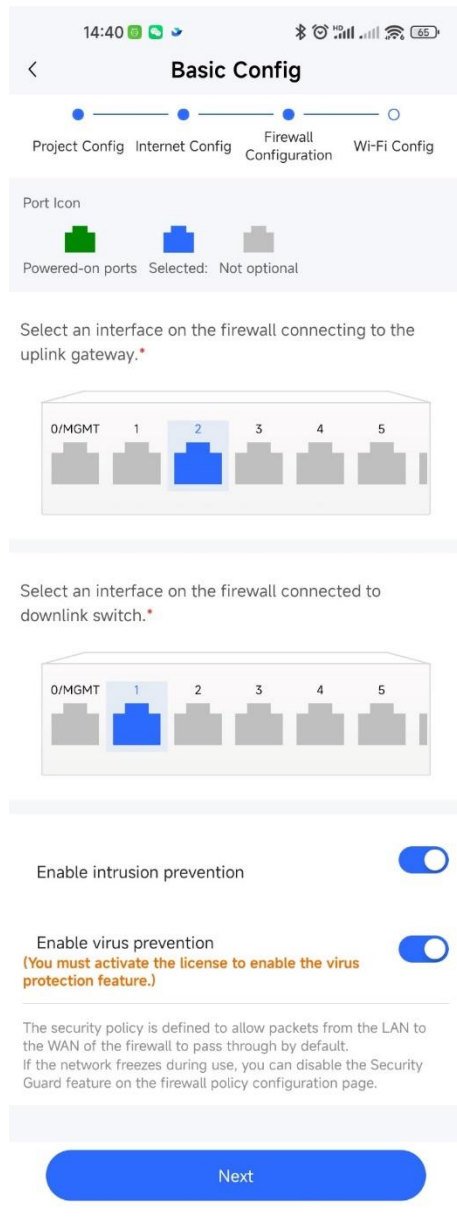 14:40 HD 65
Basic Config
Project Config Internet Config Firewall Configuration Wi-Fi Config
Port Icon
Powered-on ports Selected: Not optional
Select an interface on the firewall connecting to the
uplink gateway.*
0/MGMT 1 2 3 4 5
Select an interface on the firewall connected to
downlink switch.*
0/MGMT 1 2 3 4 5
Enable intrusion prevention
Enable virus prevention
(You must activate the license to enable the virus
protection feature.)
The security policy is defined to allow packets from the LAN to
the WAN of the firewall to pass through by default.
If the network freezes during use, you can disable the Security
Guard feature on the firewall policy configuration page.
Next